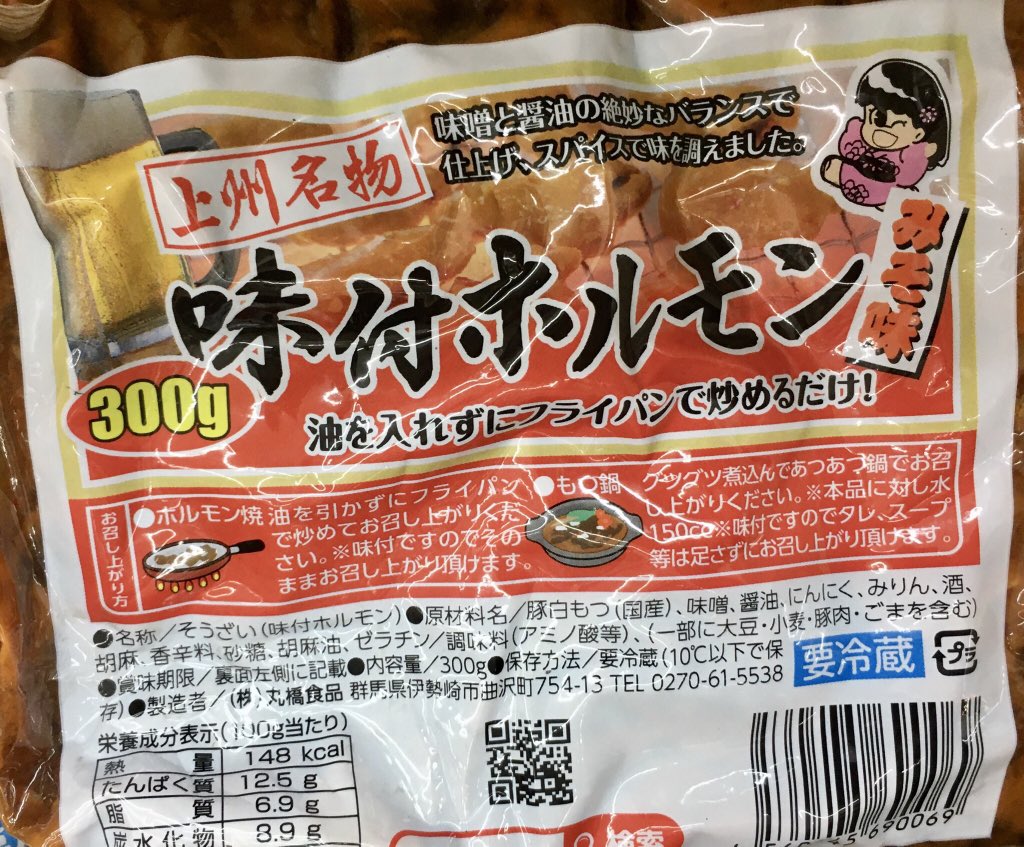 味噌と醤油の絶妙なバランスで
仕上げ、スパイスで味を調えました。
上州名物
みそ味
味付ホルモン
300g
油を入れずにフライパンで炒めるだけ!
お召し上がり方
●ホルモン焼 油を引かずにフライパン
で炒めてお召し上がりくだ
さい。※味付ですのでその
ままお召し上がり頂けます。
●もつ鍋
グツグツ煮込んであつあつ鍋でお召
し上がりください。※本品に対し水
150cc※味付ですのでタレ、スープ
等は足さずにお召し上がり頂けます。
●名称/そうざい(味付ホルモン)●原材料名/豚白もつ(国産)、味噌、醤油、にんにく、みりん、酒、
胡麻、香辛料、砂糖、胡麻油、ゼラチン/調味料(アミノ酸等)、(一部に大豆・小麦・豚肉・ごまを含む)
●賞味期限/裏面左側に記載●内容量/300g●保存方法/要冷蔵(10℃以下で保
存)●製造者/(株)丸橋食品 群馬県伊勢崎市曲沢町754-13 TEL 0270-61-5538
要冷蔵
プラ
栄養成分表示(100g当たり)
熱量 148 kcal
たんぱく質 12.5 g
脂質 6.9 g
炭水化物 8.9 g
検索
690069